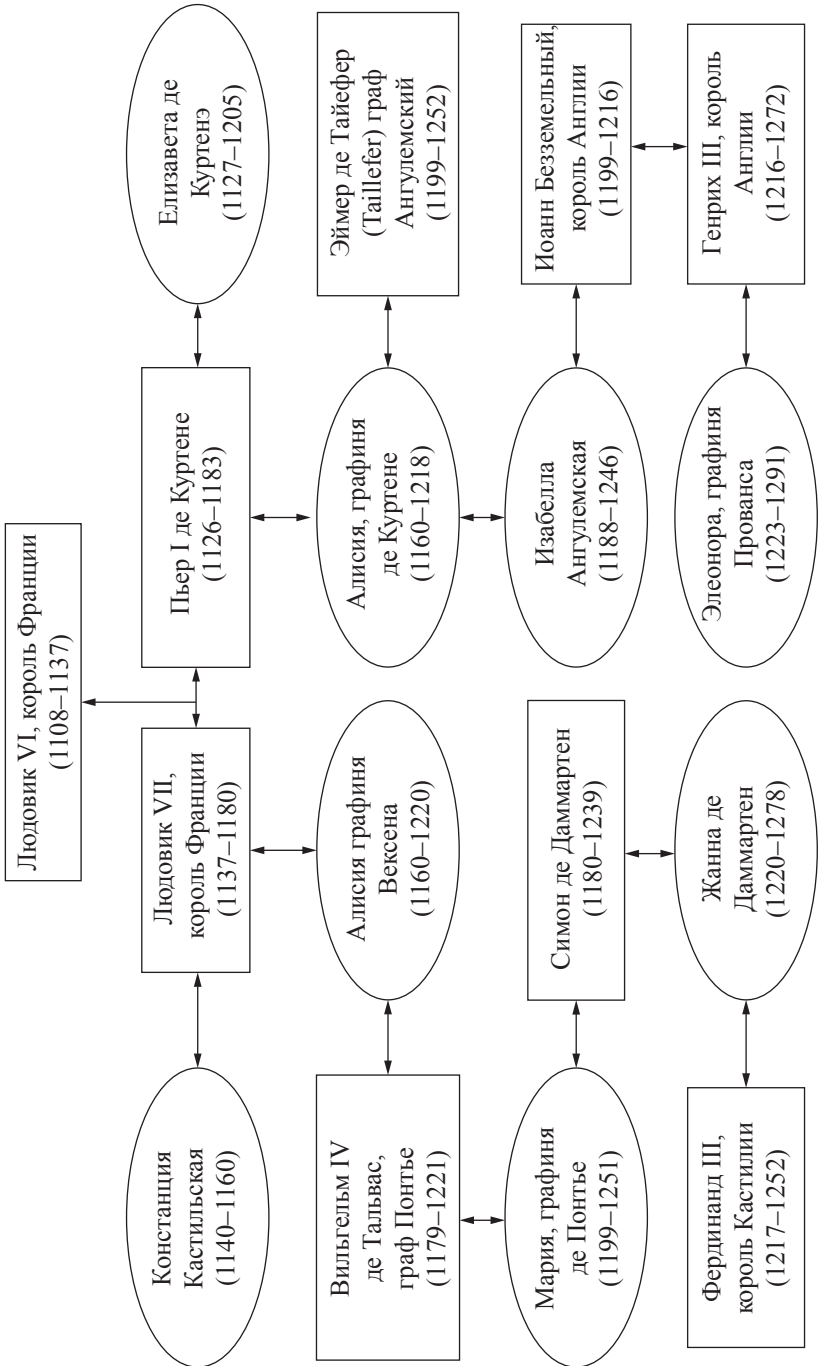 Людовик VI, король Франции
(1108–1137)
Констанция
Кастильская
(1140–1160)
Людовик VII,
король Франции
(1137–1180)
Пьер I де Куртене
(1126–1183)
Елизавета де
Куртенэ
(1127–1205)
Вильгельм IV
де Тальвас,
граф Понтье
(1179–1221)
Алисия графиня
Вексена
(1160–1220)
Алисия, графиня
де Куртене
(1160–1218)
Эймер де Тайефер
(Taillefer) граф
Ангулемский
(1199–1252)
Мария, графиня
де Понтье
(1199–1251)
Симон де Даммартен
(1180–1239)
Изабелла
Ангулемская
(1188–1246)
Иоанн Безземельный,
король Англии
(1199–1216)
Фердинанд III,
король Кастилии
(1217–1252)
Жанна де
Даммартен
(1220–1278)
Элеонора, графиня
Прованса
(1223–1291)
Генрих III, король
Англии
(1216–1272)